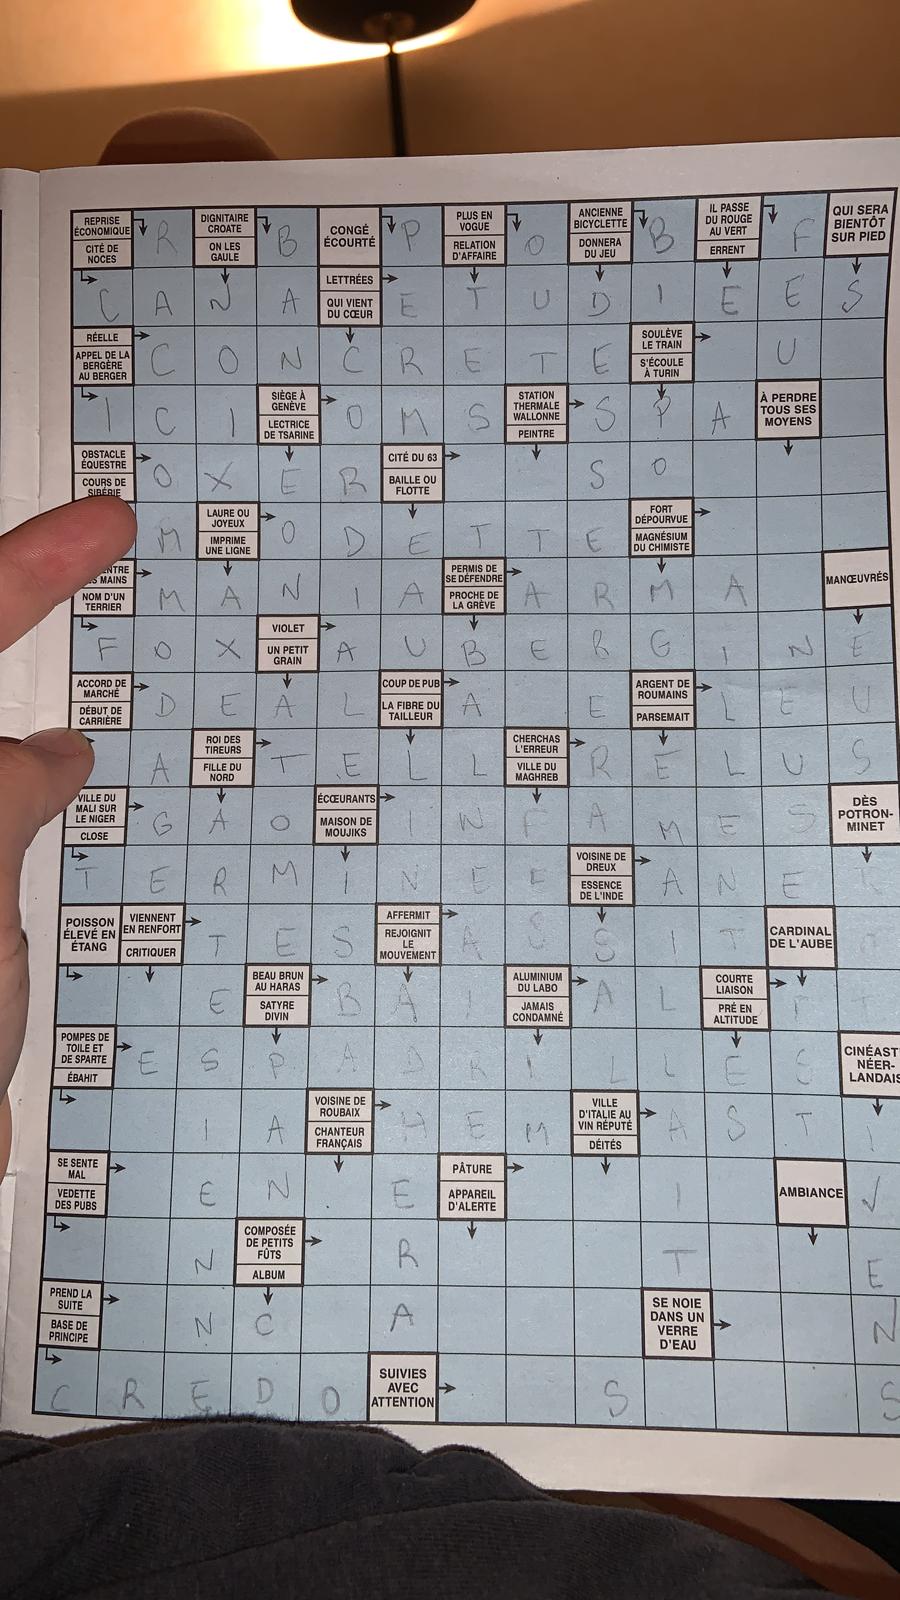 REPRISE ÉCONOMIQUE
CITÉ DE NOCES
R
DIGNITAIRE CROATE
ON LES GAULE
B
CONGÉ ÉCOURTÉ
P
PLUS EN VOGUE
RELATION D'AFFAIRE
O
ANCIENNE BICYCLETTE
DONNERA DU JEU
B
IL PASSE DU ROUGE AU VERT
ERRENT
F
QUI SERA BIENTÔT SUR PIED
C A N A
LETTRÉES
QUI VIENT DU CŒUR
E T U D I E E S
RÉELLE
APPEL DE LA BERGÈRE AU BERGER
C O N C R E T E
SOULÈVE LE TRAIN
S'ÉCOULE À TURIN
U
I C I
SIÈGE À GENÈVE
LECTRICE DE TSARINE
O M S
STATION THERMALE WALLONNE
PEINTRE
S P A
À PERDRE TOUS SES MOYENS
OBSTACLE ÉQUESTRE
COURS DE SIBÉRIE
O X E R
CITÉ DU 63
BAILLE OU FLOTTE
S O
M
LAURE OU JOYEUX
IMPRIME UNE LIGNE
O D E T T E
FORT DÉPOURVUE
MAGNÉSIUM DU CHIMISTE
MAINS
NOM D'UN TERRIER
M A N I A
PERMIS DE SE DÉFENDRE
PROCHE DE LA GRÈVE
A R M A
MANŒUVRÉS
F O X
VIOLET
UN PETIT GRAIN
A U B E R G I N E
ACCORD DE MARCHÉ
DÉBUT DE CARRIÈRE
D E A L
COUP DE PUB
LA FIBRE DU TAILLEUR
A E
ARGENT DE ROUMAINS
PARSEMAIT
L E U
A
ROI DES TIREURS
FILLE DU NORD
T E L L
CHERCHAS L'ERREUR
VILLE DU MAGHREB
R E L U S
VILLE DU MALI SUR LE NIGER
CLOSE
G A O
ÉCŒURANTS
MAISON DE MOUJIKS
I N F A M E S
DÈS POTRON-MINET
T E R M I N E E
VOISINE DE DREUX
ESSENCE DE L'INDE
A N E T
POISSON ÉLEVÉ EN ÉTANG
VIENNENT EN RENFORT
CRITIQUER
T E S
AFFERMIT
REJOIGNIT LE MOUVEMENT
A S S I T
CARDINAL DE L'AUBE
E
BEAU BRUN AU HARAS
SATYRE DIVIN
B A
ALUMINIUM DU LABO
JAMAIS CONDAMNÉ
A L
COURTE LIAISON
PRÉ EN ALTITUDE
POMPES DE TOILE ET DE SPARTE
ÉBAHIT
E S P A D R I L L E S
CINÉAST NÉER-LANDAIS
I A
VOISINE DE ROUBAIX
CHANTEUR FRANÇAIS
H E M
VILLE D'ITALIE AU VIN RÉPUTÉ
DÉITÉS
A S T I
SE SENTE MAL
VEDETTE DES PUBS
E N E
PÂTURE
APPAREIL D'ALERTE
I
AMBIANCE
V
N
COMPOSÉE DE PETITS FÛTS
ALBUM
R T E
PREND LA SUITE
BASE DE PRINCIPE
N C A
SE NOIE DANS UN VERRE D'EAU
N
C R E D O
SUIVIES AVEC ATTENTION
S S